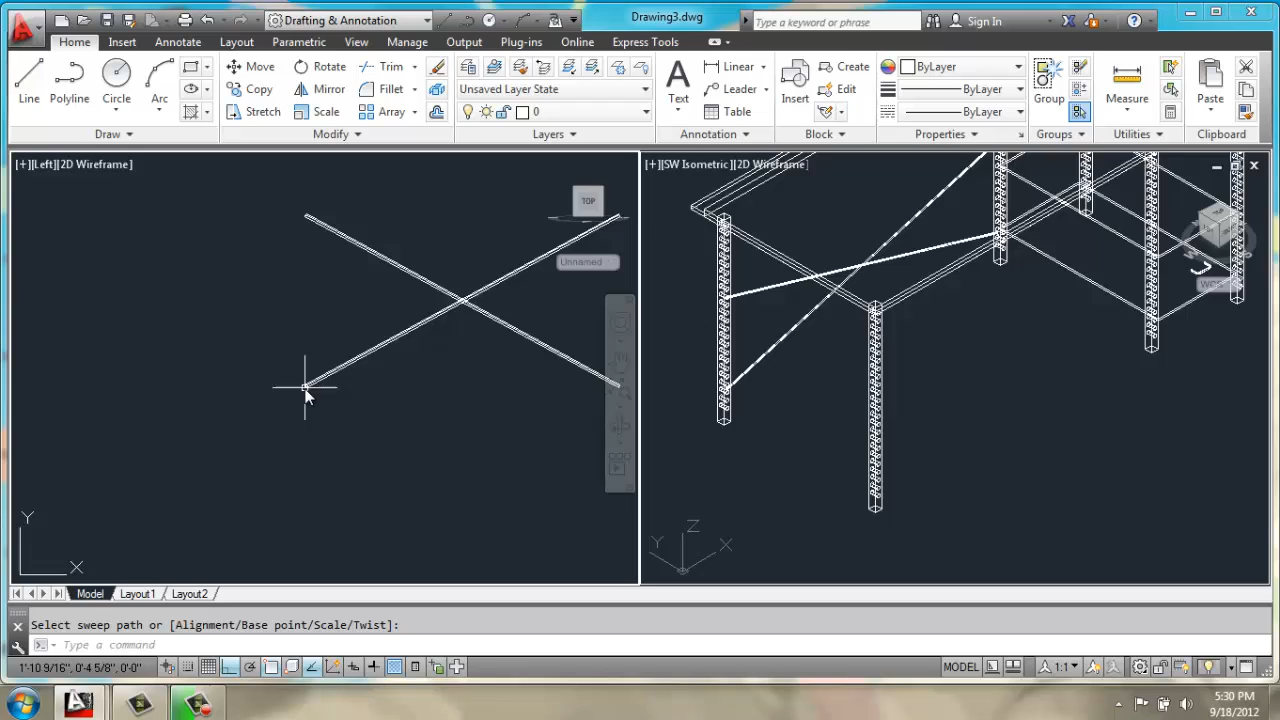 Drafting & Annotation
Drawing3.dwg
Type a keyword or phrase
Sign In
Home Insert Annotate Layout Parametric View Manage Output Plug-ins Online Express Tools
Move Rotate Trim
Copy Mirror Fillet
Stretch Scale Array
Line Polyline Circle Arc
Unsaved Layer State
0
Text
Linear
Leader
Table
Insert
Create
Edit
ByLayer
ByLayer
ByLayer
Group
Measure
Paste
Draw Modify Layers Annotation Block Properties Groups Utilities Clipboard
[+][Left][2D Wireframe]
[+][SW Isometric][2D Wireframe]
TOP
Unnamed
WCS
Y
X
Z
Y
X
Model Layout1 Layout2
Select sweep path or [Alignment/Base point/Scale/Twist]:
Type a command
1'-10 9/16", 0'-4 5/8", 0'-0"
MODEL
1:1
5:30 PM
9/18/2012